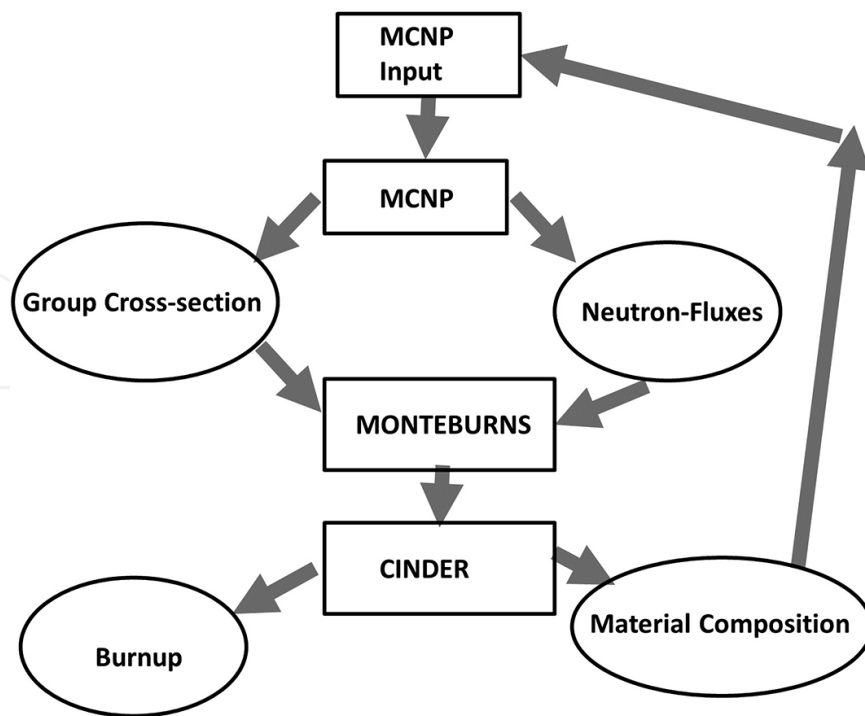 MCNP
Input
MCNP
Group Cross-section
Neutron-Fluxes
MONTEBURNS
CINDER
Material Composition
Burnup